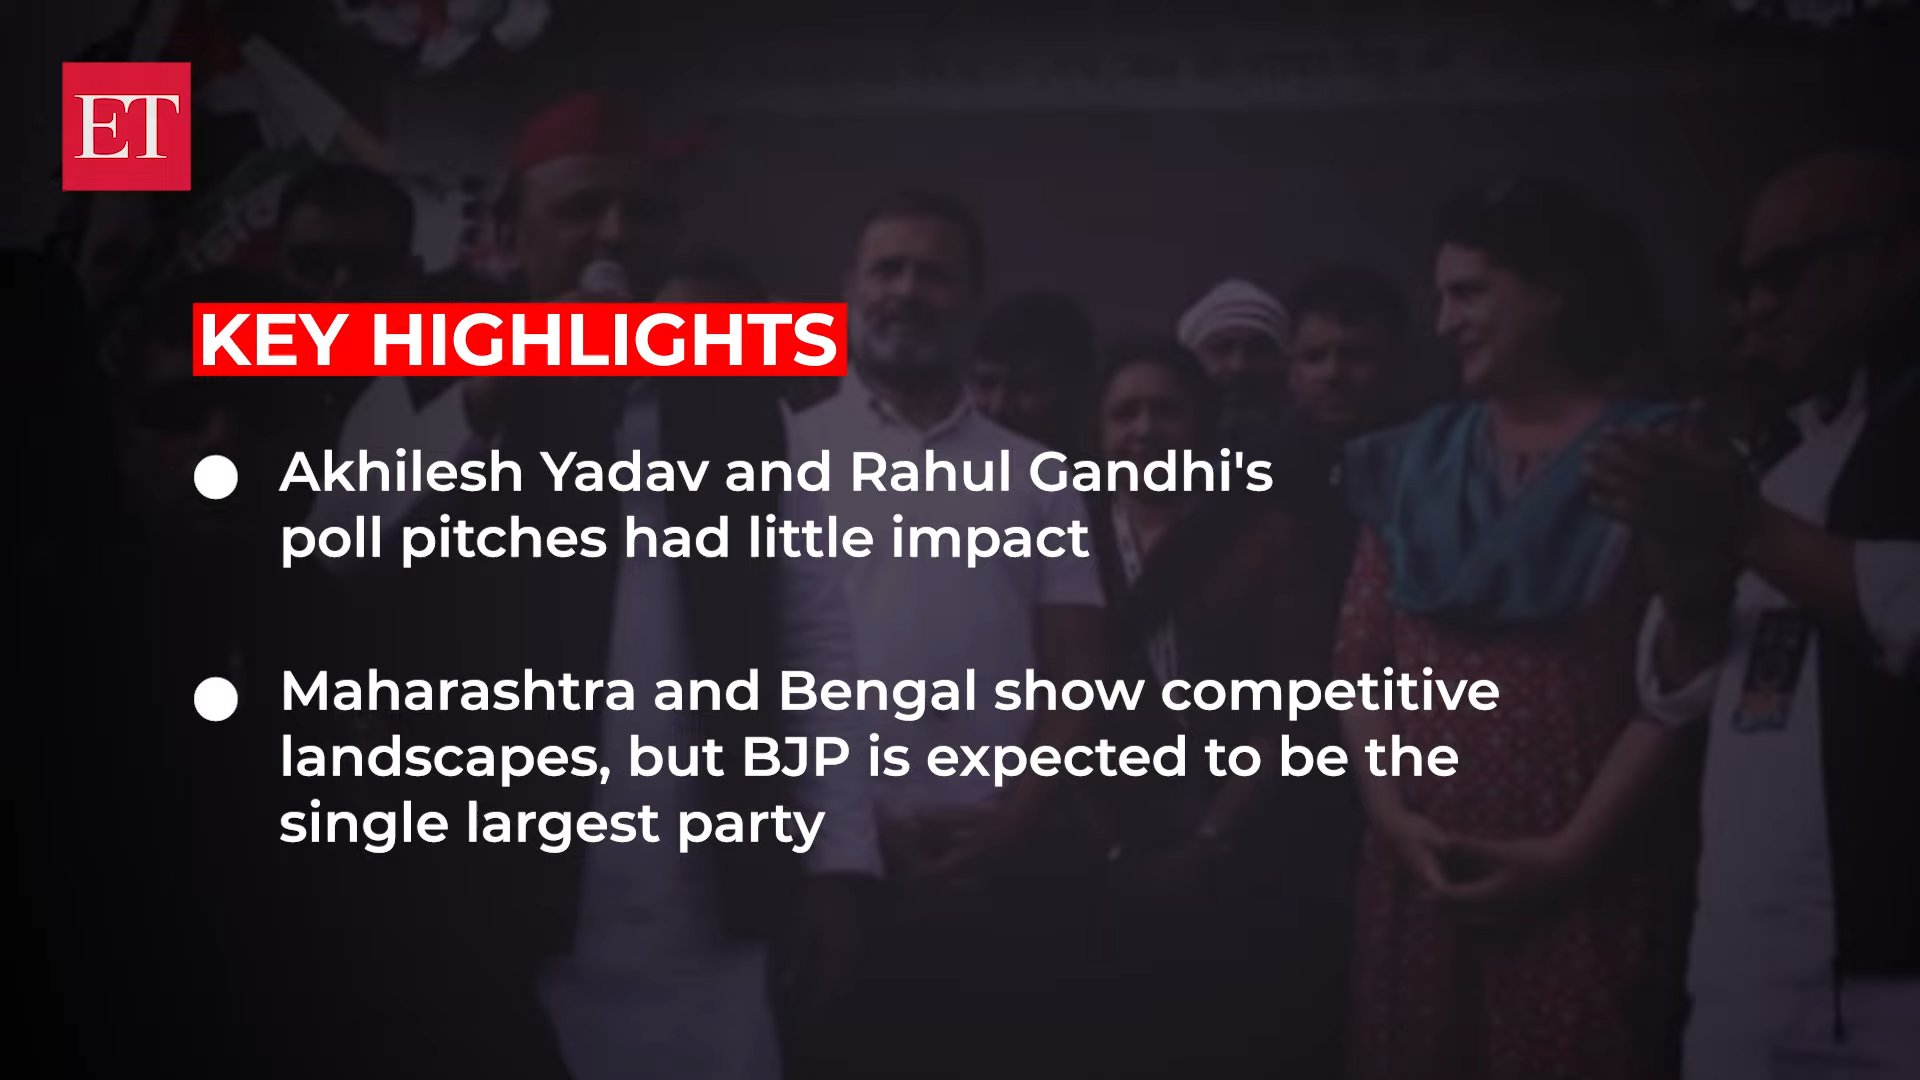 ET
KEY HIGHLIGHTS
Akhilesh Yadav and Rahul Gandhi's
poll pitches had little impact
Maharashtra and Bengal show competitive
landscapes, but BJP is expected to be the
single largest party